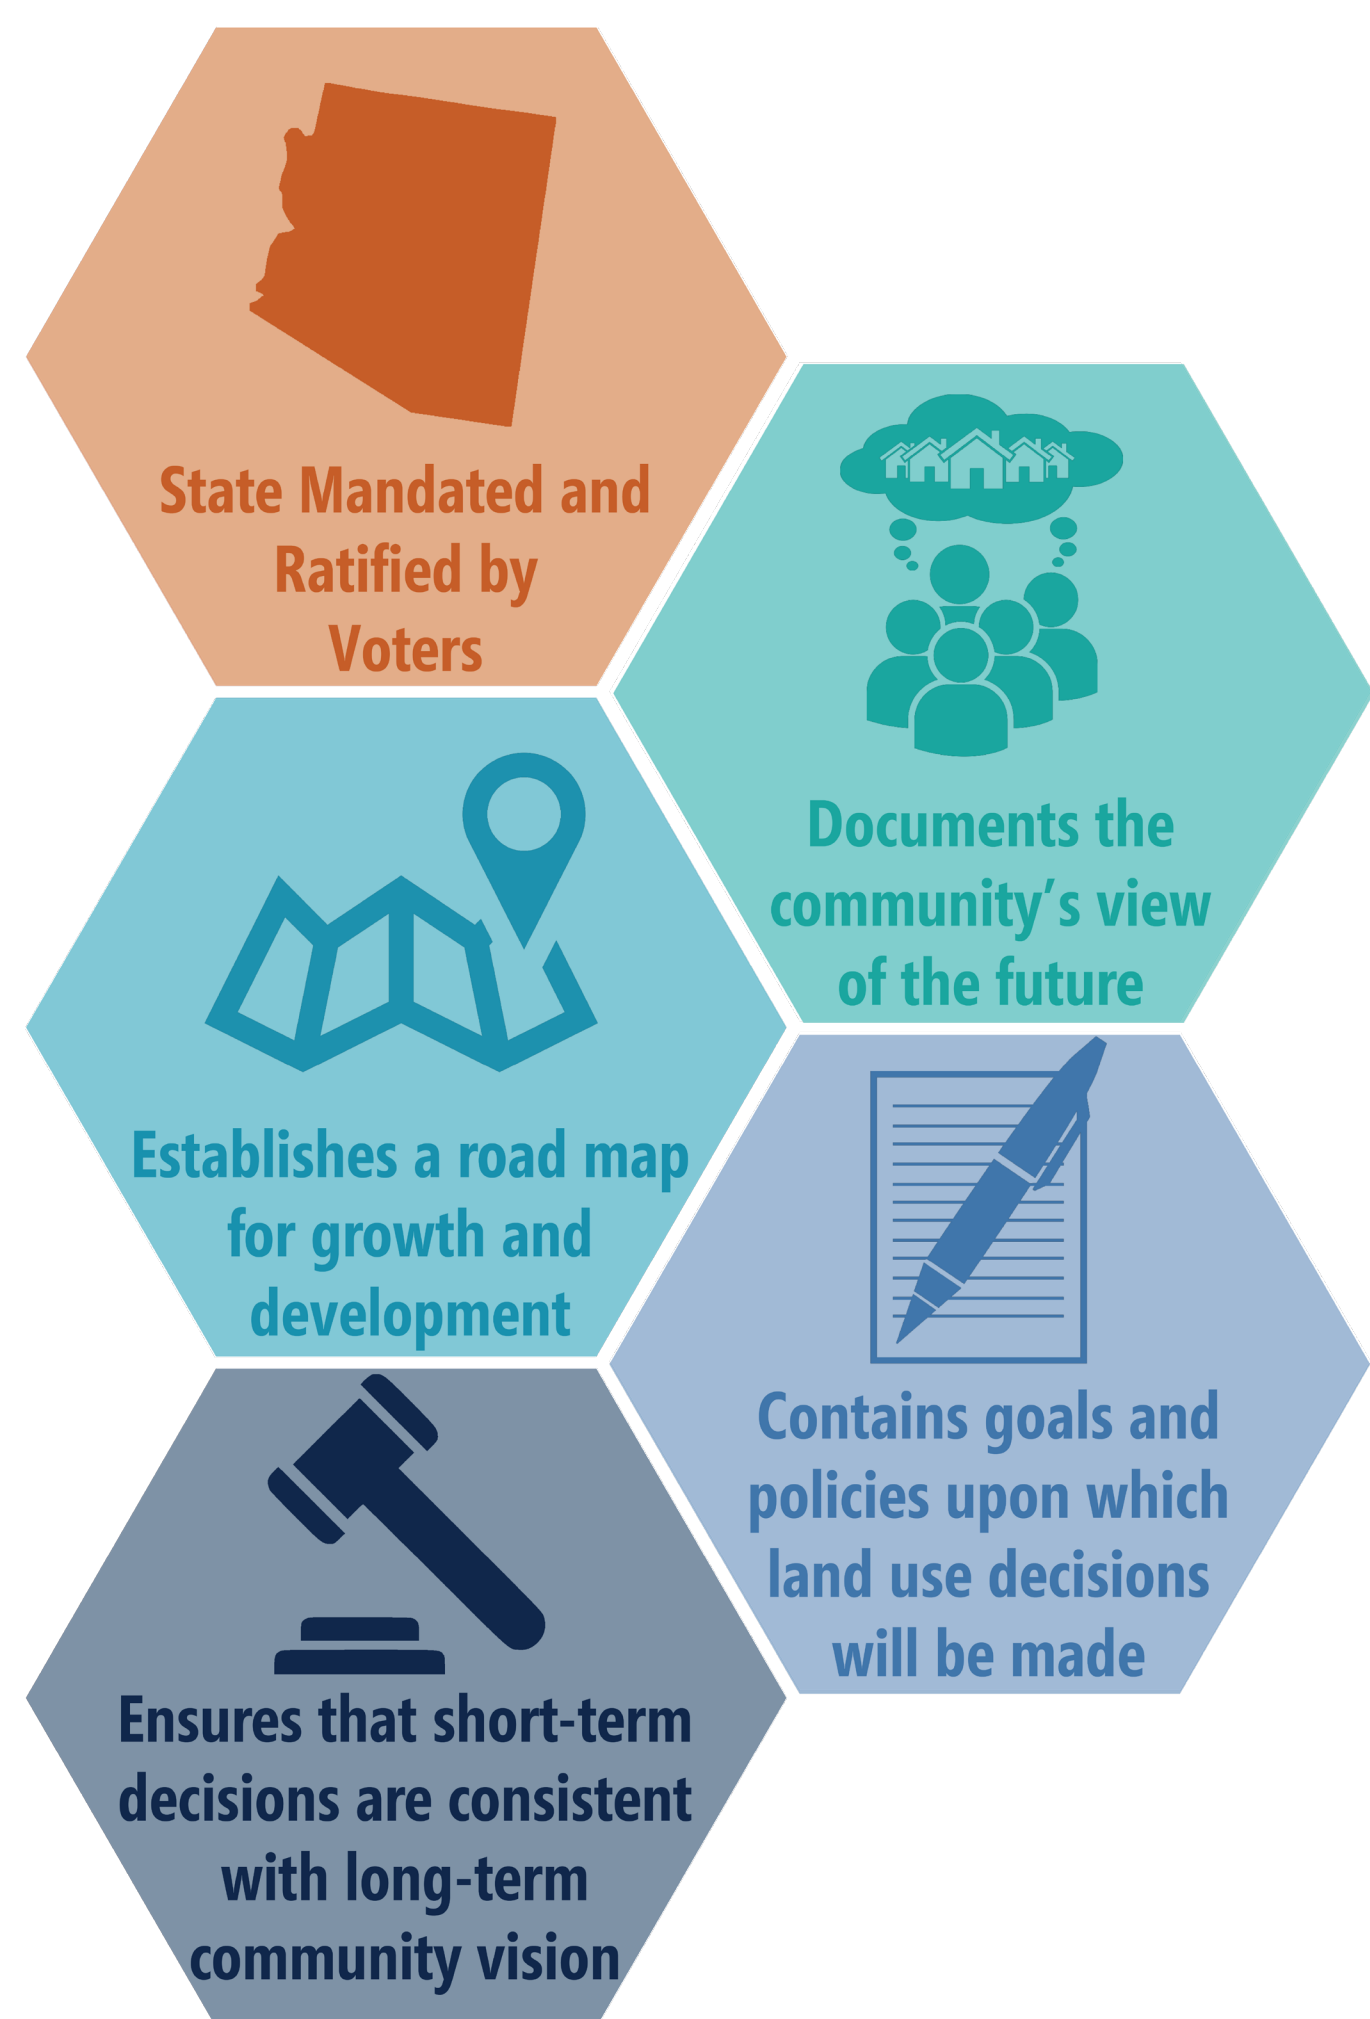 State Mandated and
Ratified by
Voters
Documents the
community’s view
of the future
Establishes a road map
for growth and
development
Contains goals and
policies upon which
land use decisions
will be made
Ensures that short-term
decisions are consistent
with long-term
community vision